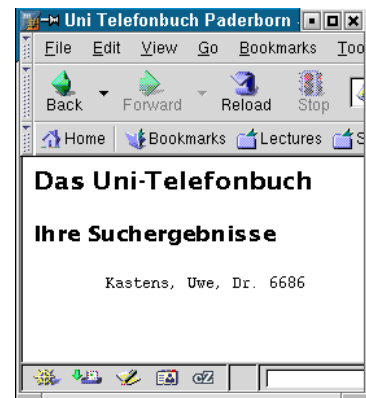 Uni Telefonbuch Paderborn
File Edit View Go Bookmarks Too
Back Forward Reload Stop
Home Bookmarks Lectures S
Das Uni-Telefonbuch
Ihre Suchergebnisse
Kastens, Uwe, Dr. 6686